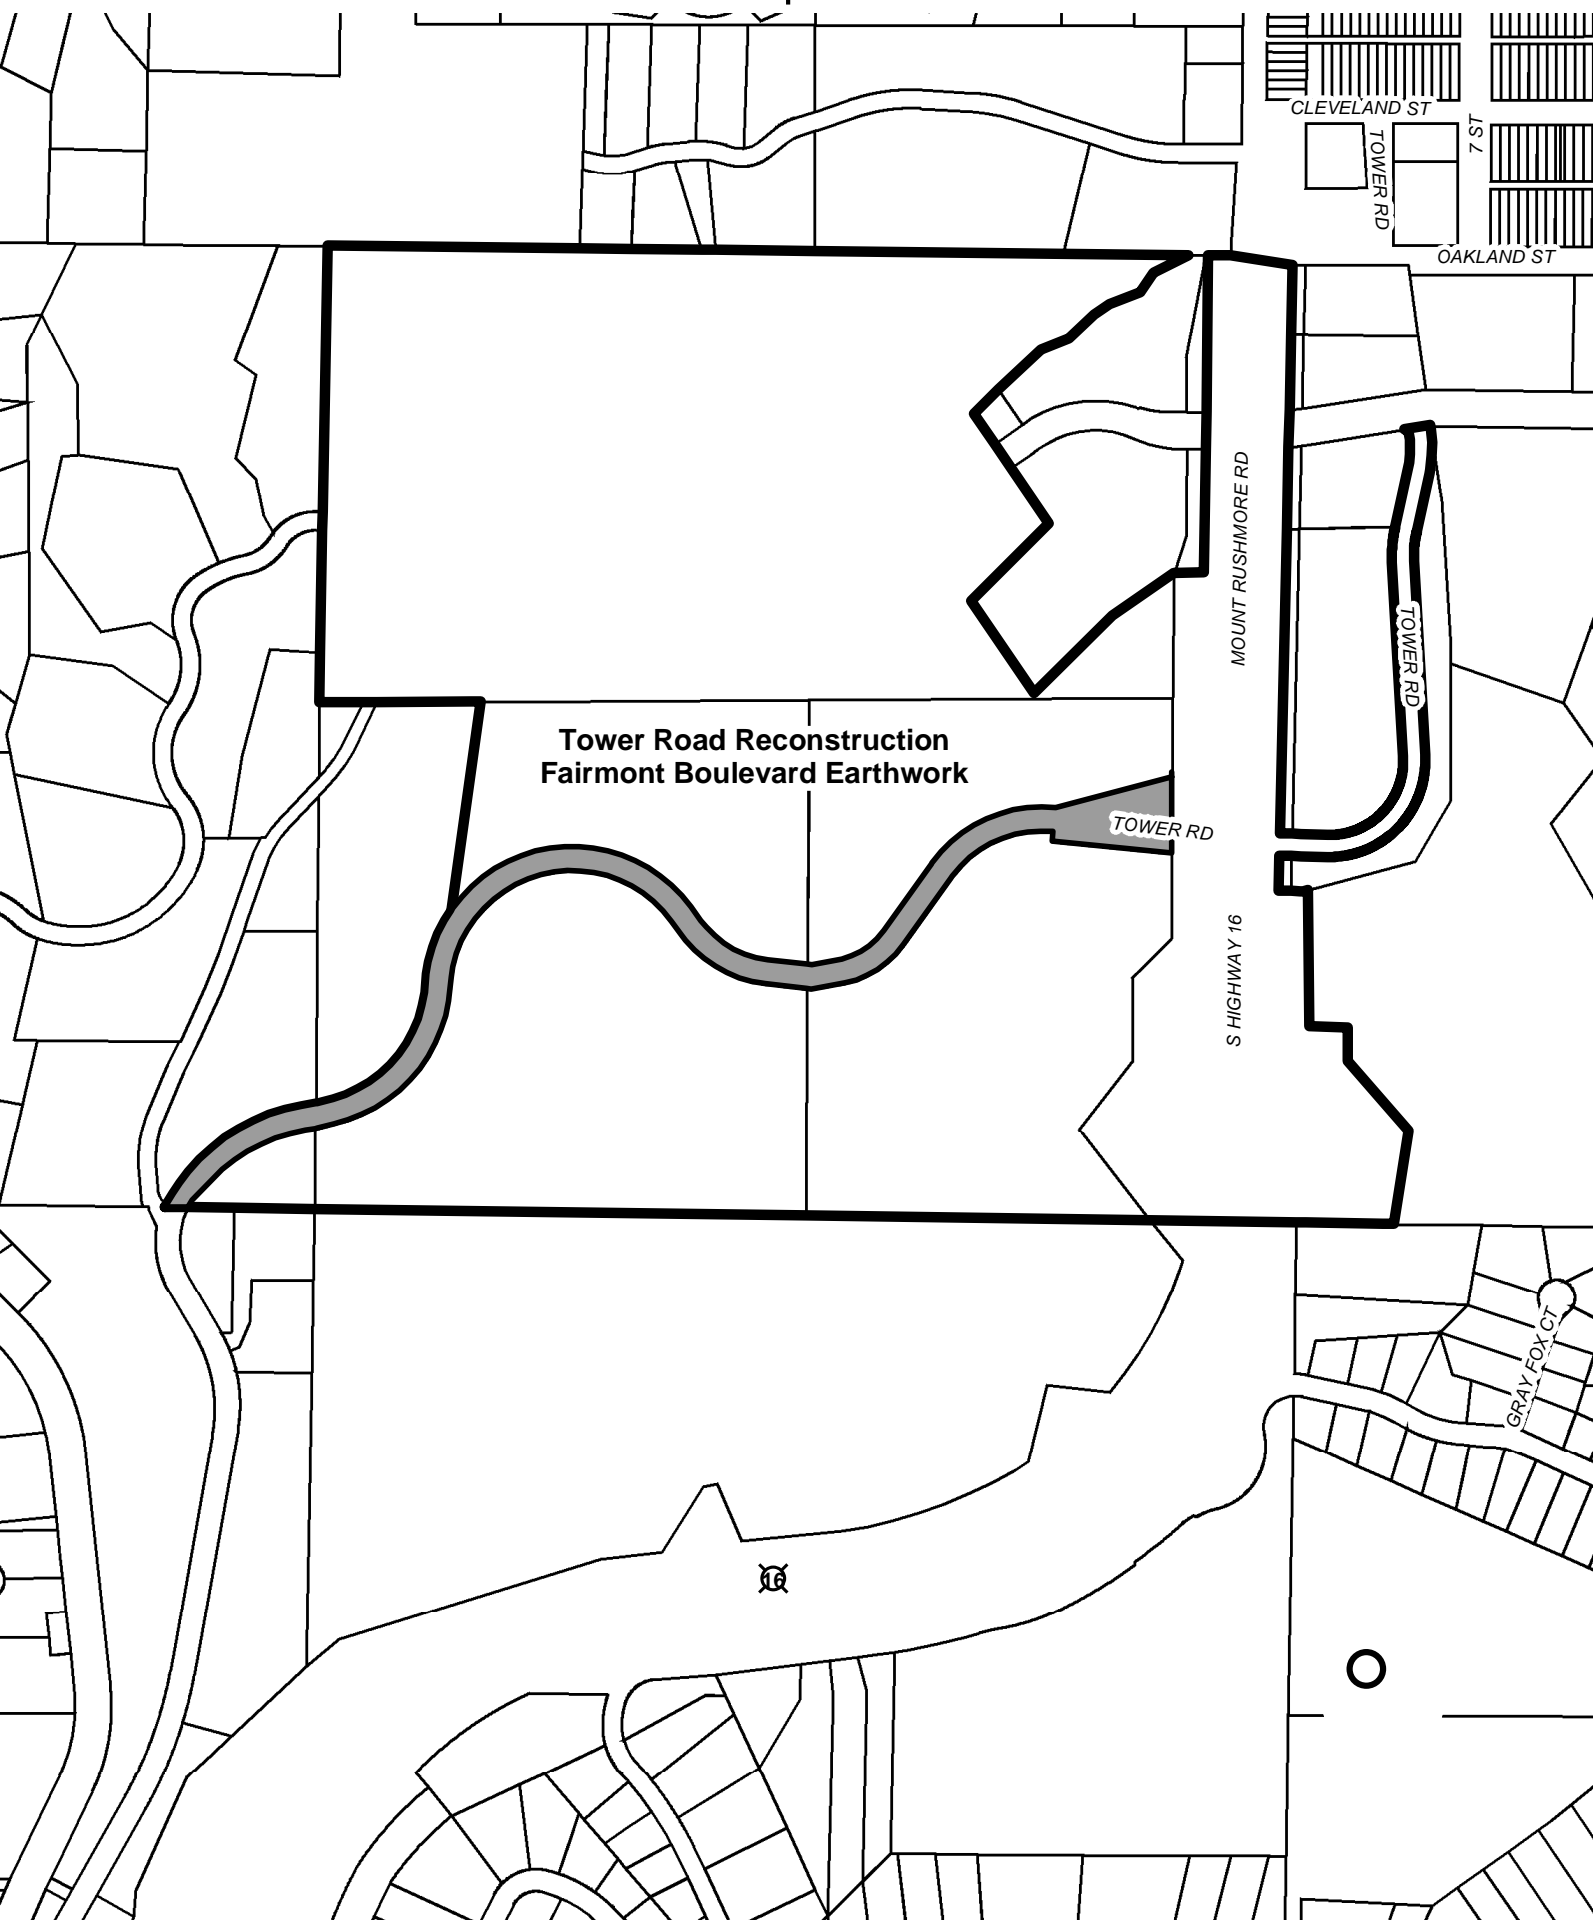 CLEVELAND ST
7 ST
TOWER RD
OAKLAND ST
MOUNT RUSHMORE RD
TOWER RD
Tower Road Reconstruction
Fairmont Boulevard Earthwork
TOWER RD
S HIGHWAY 16
GRAY FOX CT
16